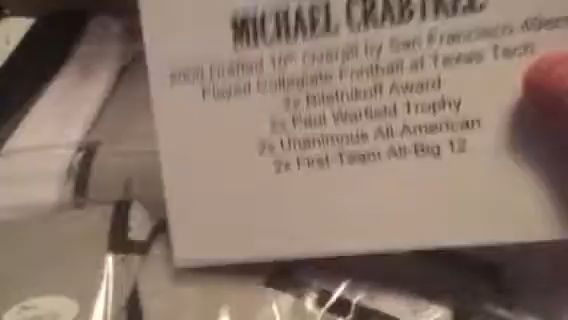 MICHAEL CRABTREE
2009 Drafted 10th Overall by San Francisco 49ers
Played Collegiate Football at Texas Tech
2x Biletnikoff Award
2x Paul Warfield Trophy
2x Unanimous All-American
2x First-Team All-Big 12